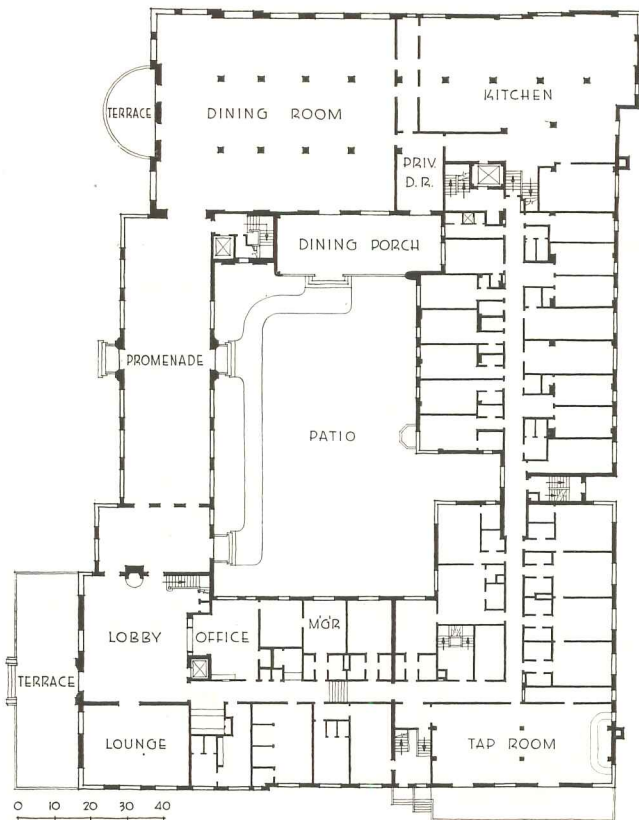 TERRACE
DINING ROOM
KITCHEN
PRIV.
D.R.
DINING PORCH
PROMENADE
PATIO
LOBBY
OFFICE
M'G'R
TERRACE
LOUNGE
TAP ROOM
0 10 20 30 40